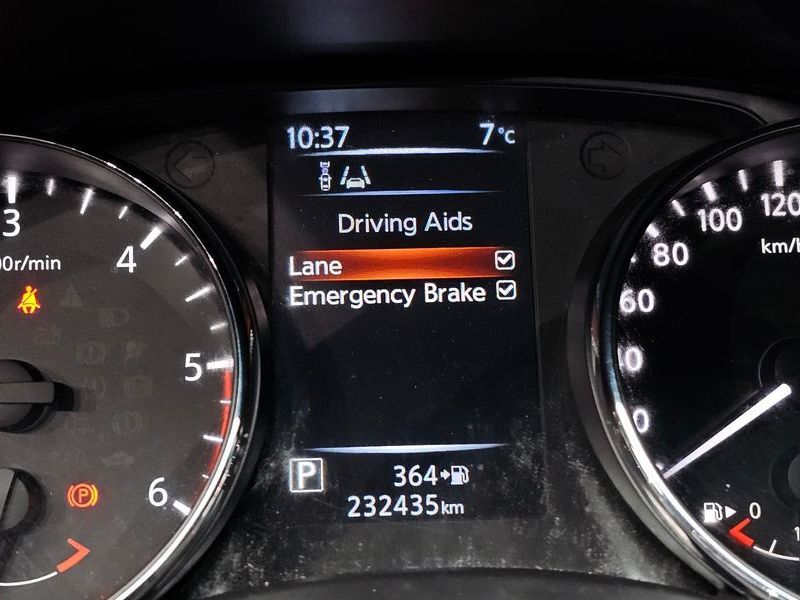 10:37 7°C
Driving Aids
Lane
Emergency Brake
P 364
232435km
3
4
5
6
00r/min
P
60
80
100
120
km/h
0